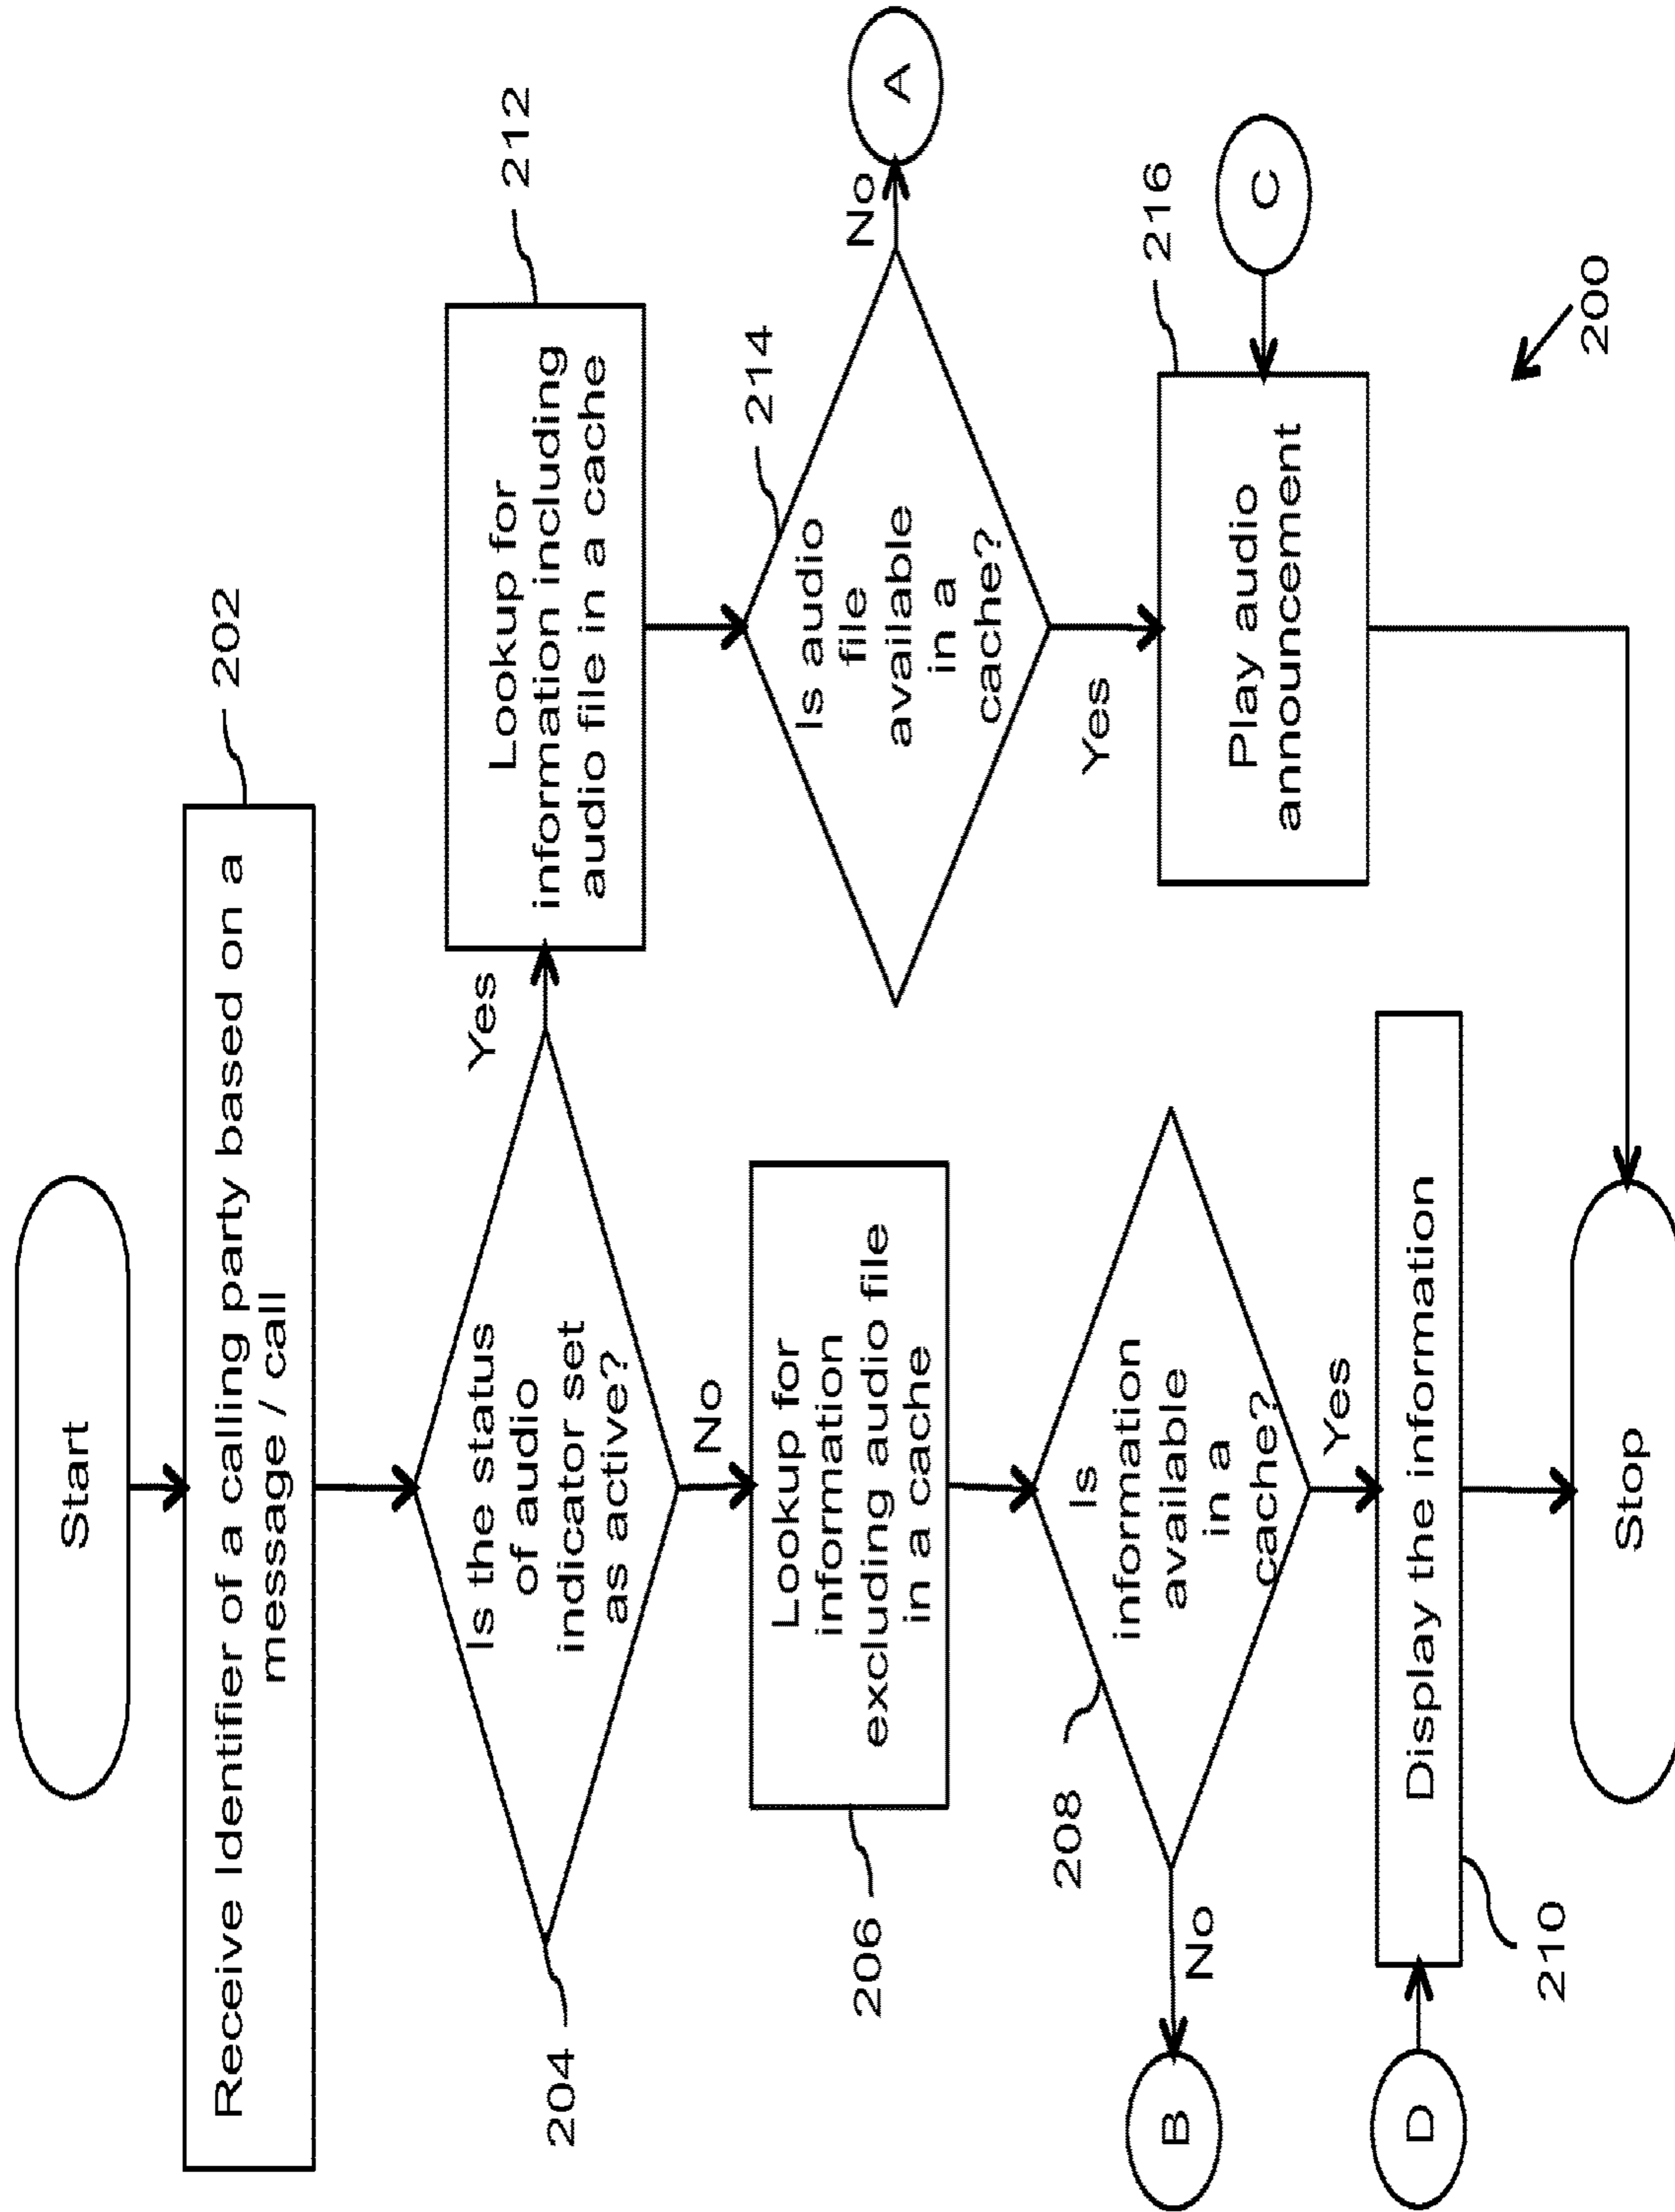 Start
Receive Identifier of a calling party based on a
message / call
202
Is the status
of audio
indicator set
as active?
204
Yes
No
Lookup for
information including
audio file in a cache
212
Lookup for
information
excluding audio file
in a cache
206
Is audio
file
available
in a
cache?
214
No
A
Yes
Is
information
available
in a
cache?
208
No
B
Yes
Play audio
announcement
216
C
Display the information
210
D
Stop
200